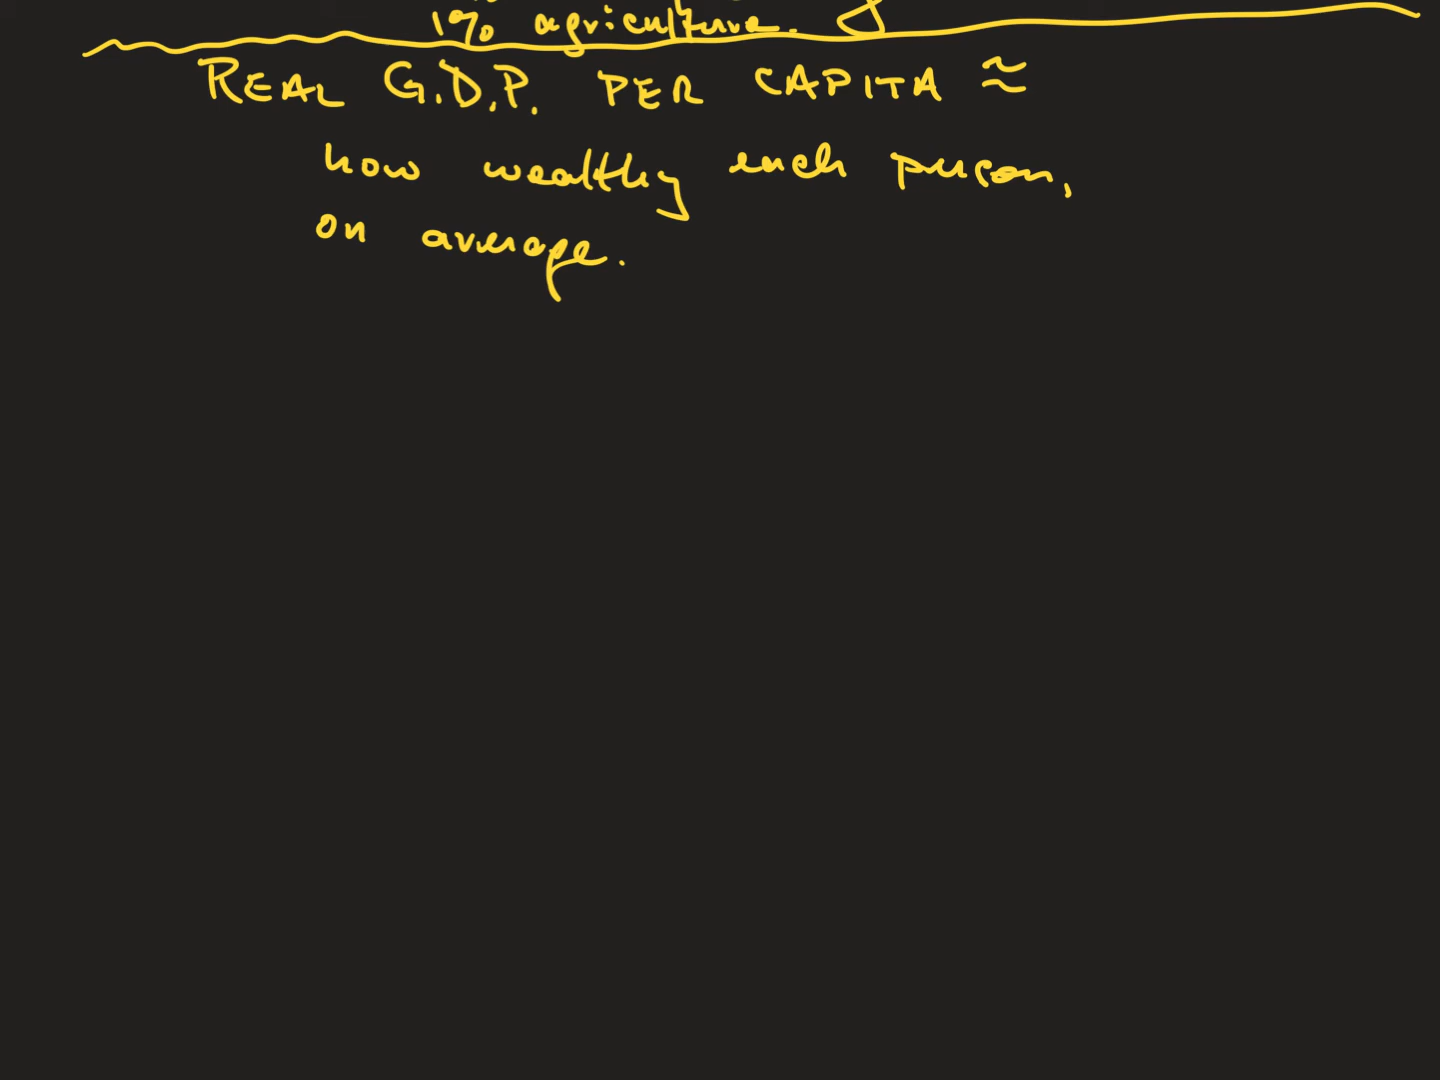 1% agriculture.
REAL G.D.P. PER CAPITA ≈
how wealthy each person,
on average.